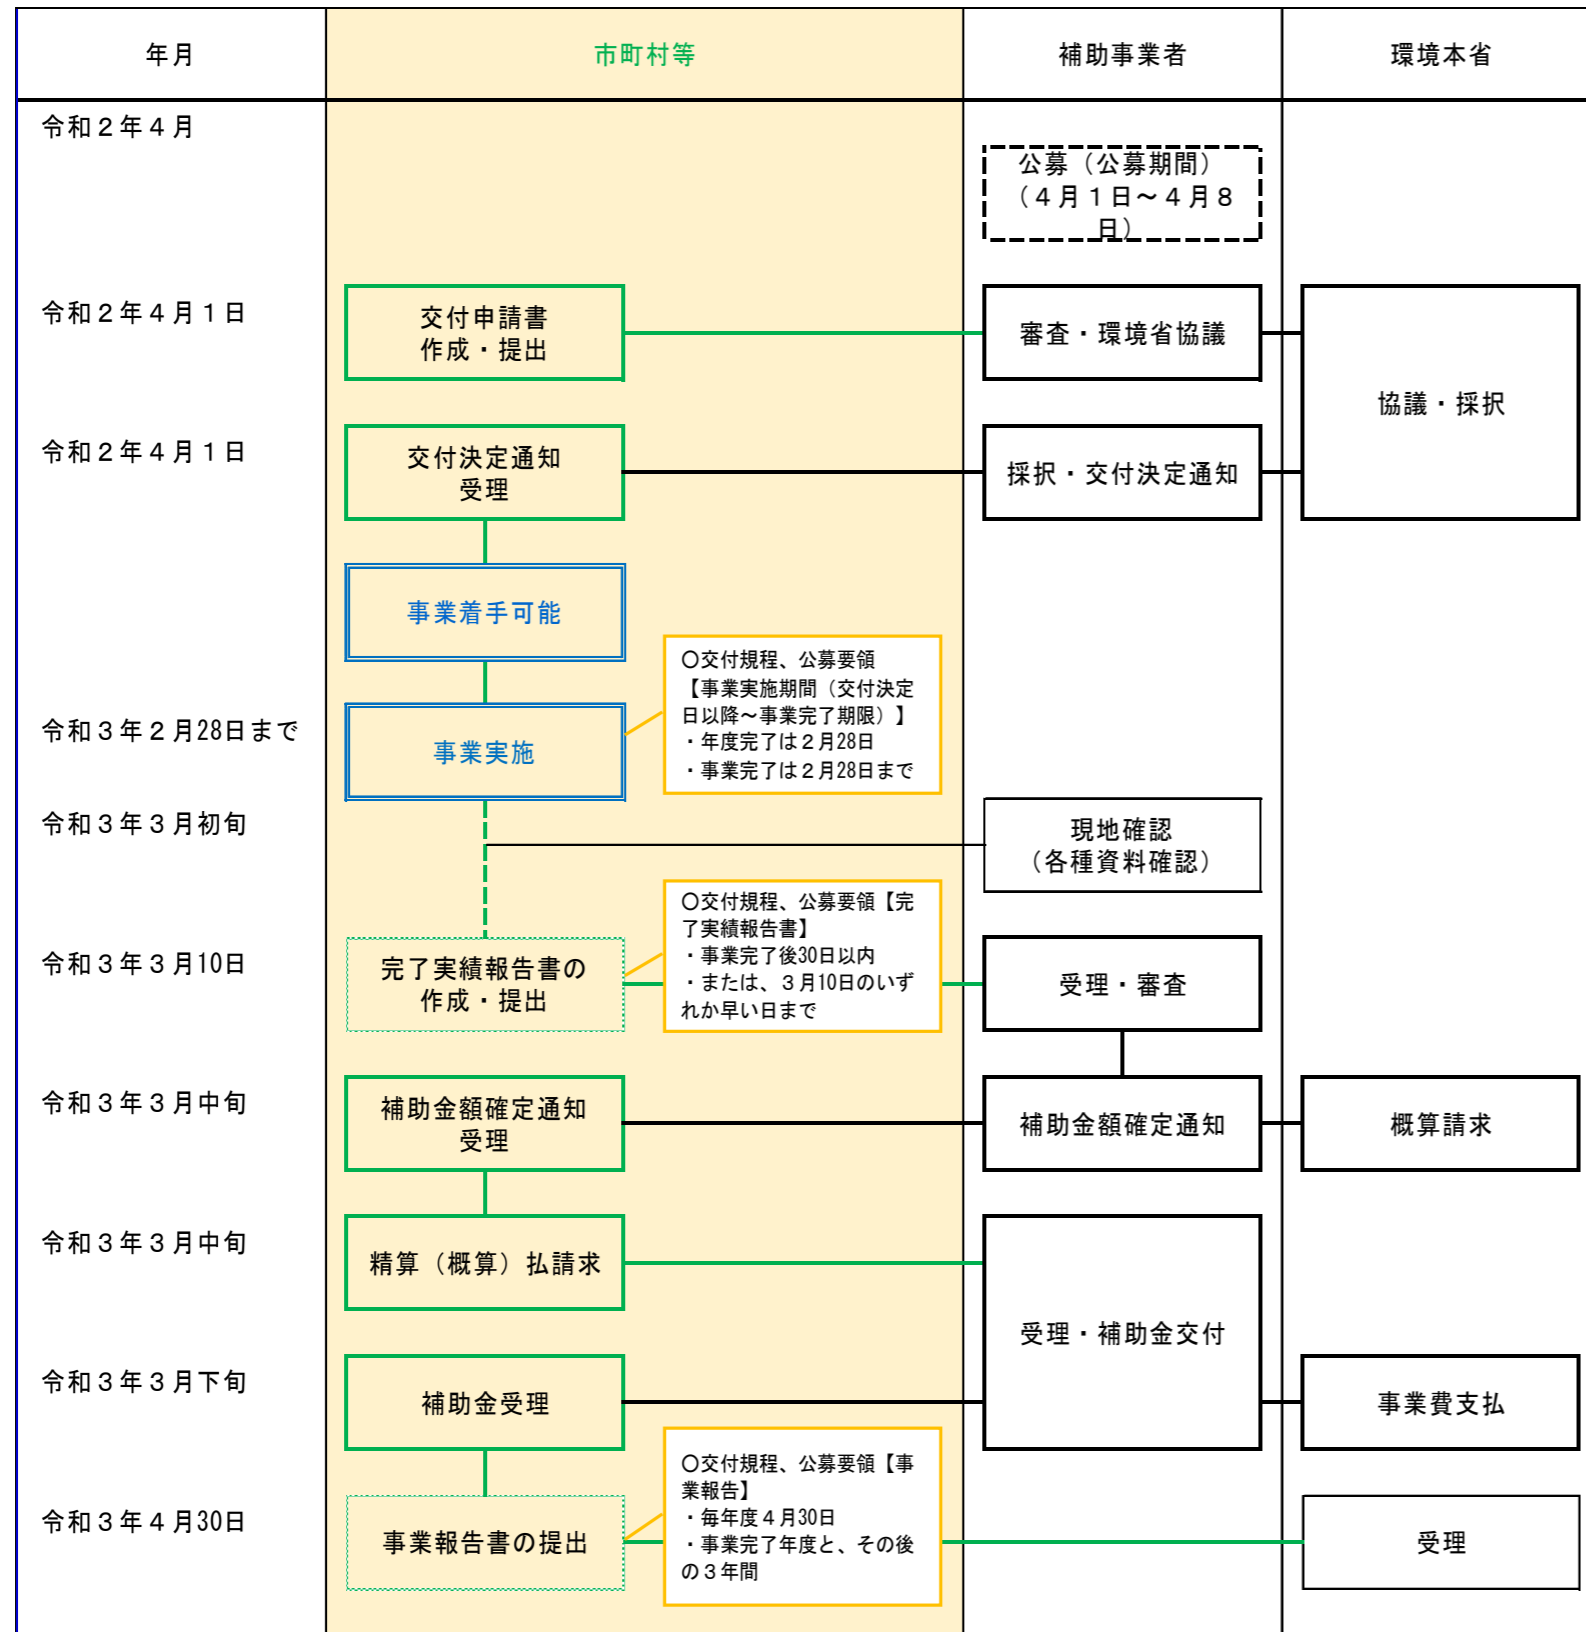 年月
市町村等
補助事業者
環境本省
令和２年４月
公募（公募期間）
（４月１日～４月８
日）
令和２年４月１日
交付申請書
作成・提出
審査・環境省協議
協議・採択
令和２年４月１日
交付決定通知
受理
採択・交付決定通知
事業着手可能
〇交付規程、公募要領
【事業実施期間（交付決定
日以降～事業完了期限）】
・年度完了は２月28日
・事業完了は２月28日まで
令和３年２月28日まで
事業実施
令和３年３月初旬
現地確認
（各種資料確認）
〇交付規程、公募要領【完
了実績報告書】
・事業完了後30日以内
・または、３月10日のいず
れか早い日まで
令和３年３月10日
完了実績報告書の
作成・提出
受理・審査
令和３年３月中旬
補助金額確定通知
受理
補助金額確定通知
概算請求
令和３年３月中旬
精算（概算）払請求
受理・補助金交付
令和３年３月下旬
補助金受理
事業費支払
〇交付規程、公募要領【事
業報告】
・毎年度４月30日
・事業完了年度と、その後
の３年間
令和３年４月30日
事業報告書の提出
受理